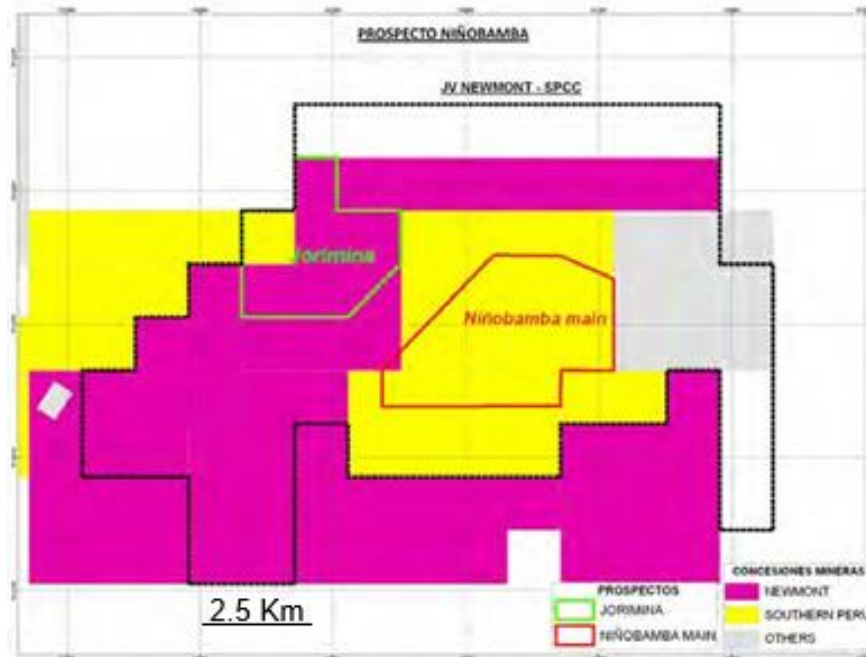 PROSPECTO NIÑOBAMBA
JV NEWMONT - SPCC
Jorimina
Niñobamba main
2.5 Km
PROSPECTOS
JORIMINA
NIÑOBAMBA MAIN
CONCESIONES MINERAS
NEWMONT
SOUTHERN PERU
OTHERS